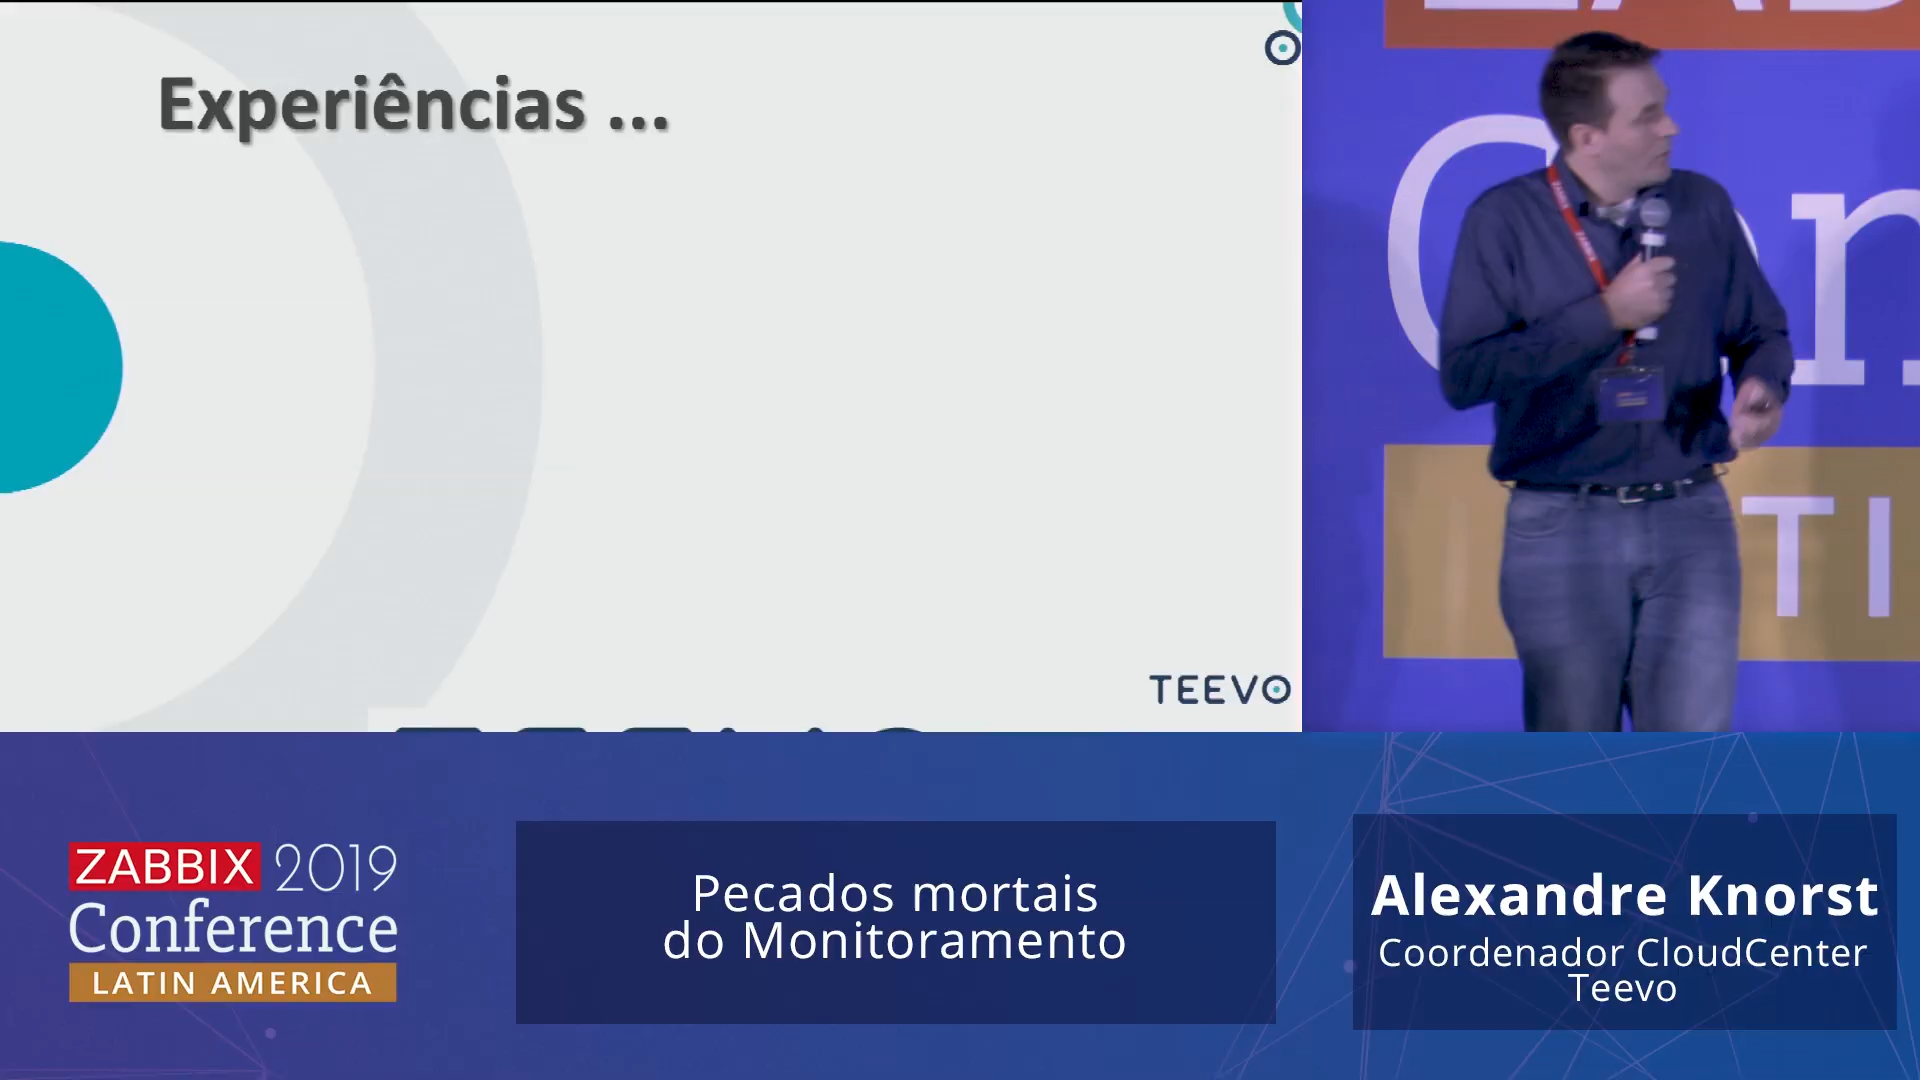 Experiências ...
TEEVO
ZABBIX 2019
Conference
LATIN AMERICA
Pecados mortais
do Monitoramento
Alexandre Knorst
Coordenador CloudCenter
Teevo